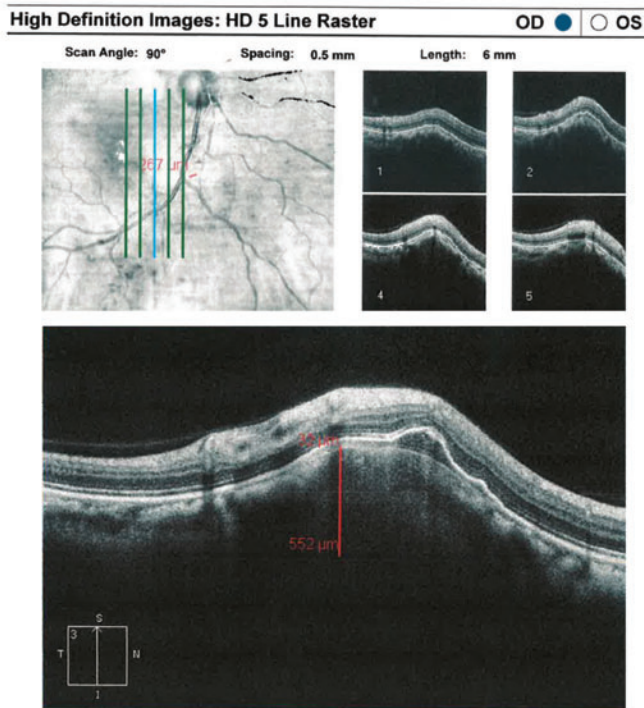 High Definition Images: HD 5 Line Raster OD OS
Scan Angle: 90° Spacing: 0.5 mm Length: 6 mm
267 µm
1
2
4
5
552 µm
3
S
T N
I